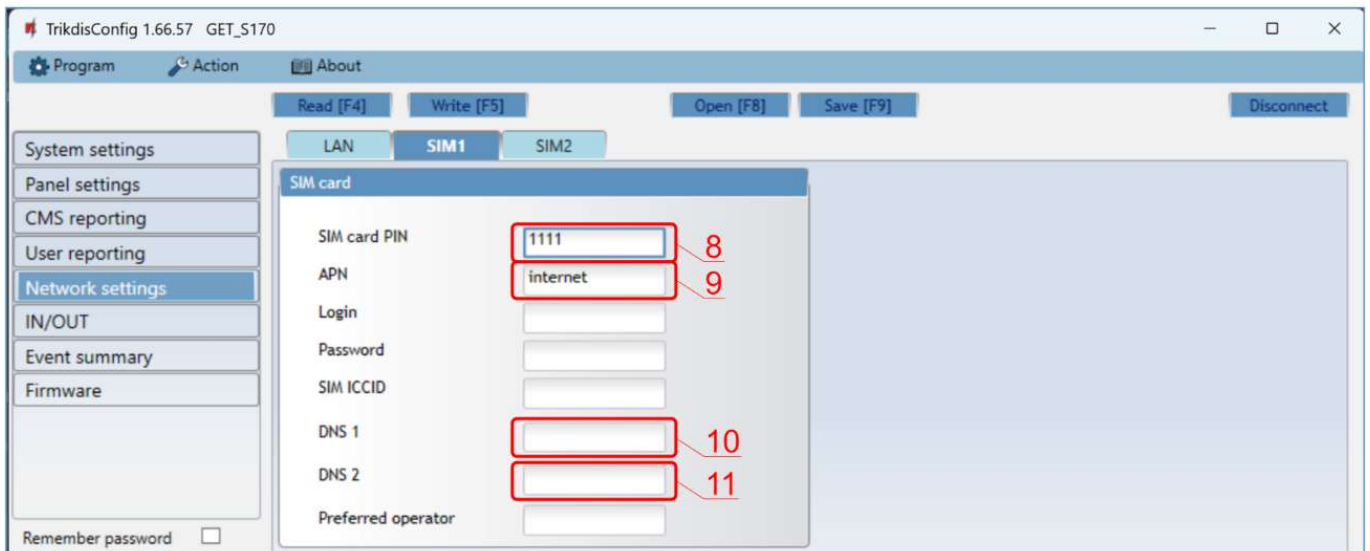 TrikdisConfig 1.66.57 GET_S170
Program Action About
Read [F4] Write [F5] Open [F8] Save [F9] Disconnect
System settings
Panel settings
CMS reporting
User reporting
Network settings
IN/OUT
Event summary
Firmware
Remember password
LAN SIM1 SIM2
SIM card
SIM card PIN 1111 8
APN internet 9
Login
Password
SIM ICCID
DNS 1 10
DNS 2 11
Preferred operator